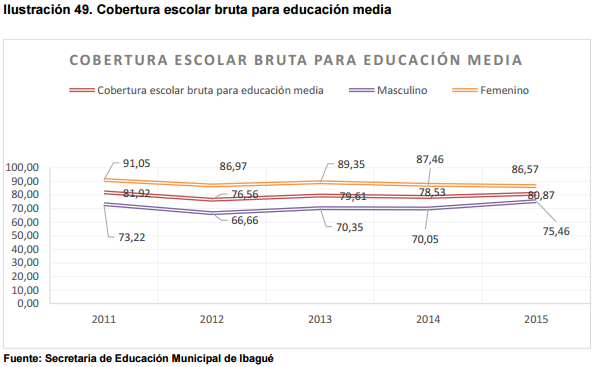 Ilustración 49. Cobertura escolar bruta para educación media
COBERTURA ESCOLAR BRUTA PARA EDUCACIÓN MEDIA
Cobertura escolar bruta para educación media Masculino Femenino
91,05 86,97 89,35 87,46 86,57
100,00
90,00
81,92 76,56 79,61 78,53 80,87
80,00
70,00
73,22 66,66 70,35 70,05 75,46
60,00
50,00
40,00
30,00
20,00
10,00
0,00
2011 2012 2013 2014 2015
Fuente: Secretaria de Educación Municipal de Ibagué